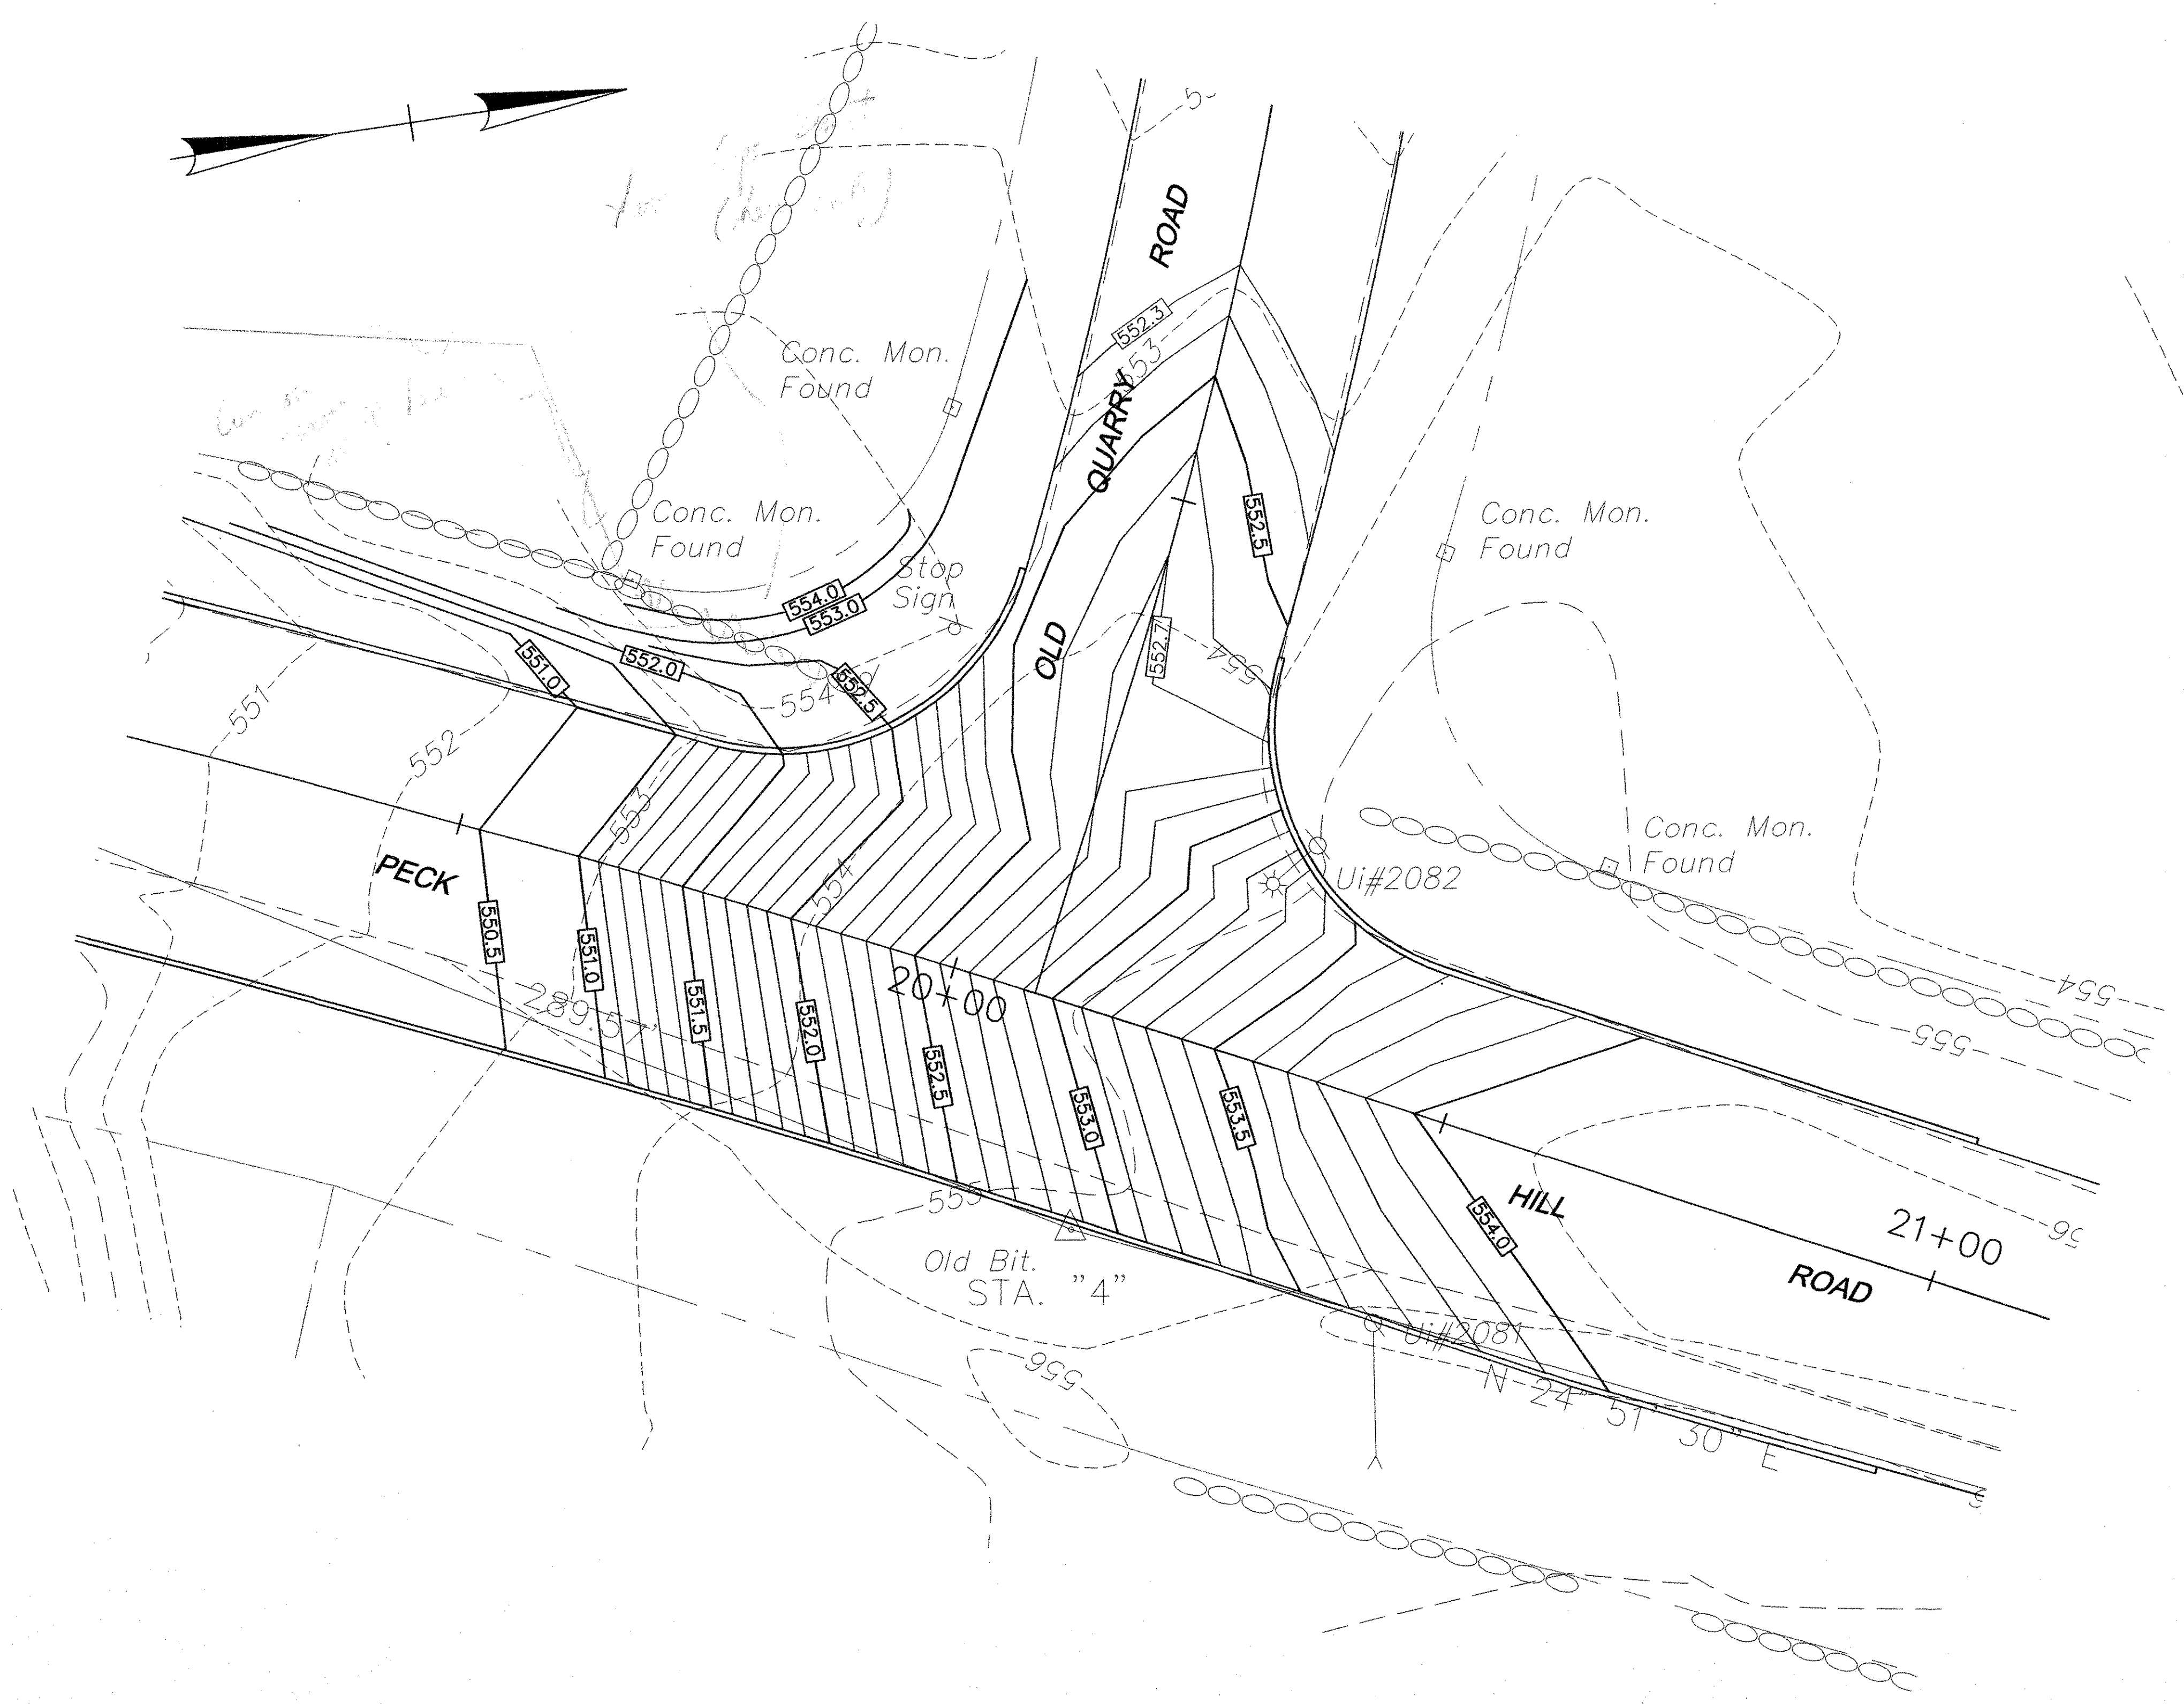 ROAD
552.3
553
QUARRY
OLD
552.5
552.7
554
Conc. Mon.
Found
Conc. Mon.
Found
Stop
Sign
554.0
553.0
552.5
552.0
551.0
554
Conc. Mon.
Found
Conc. Mon.
Found
Ui#2082
551
552
553
554
PECK
550.5
551.0
551.5
552.0
552.5
553.0
553.5
554.0
20+00
289.57'
555
Old Bit.
STA. "4"
556
Ui#2081
N 24° 51' 30" E
HILL
ROAD
21+00
554
555
56